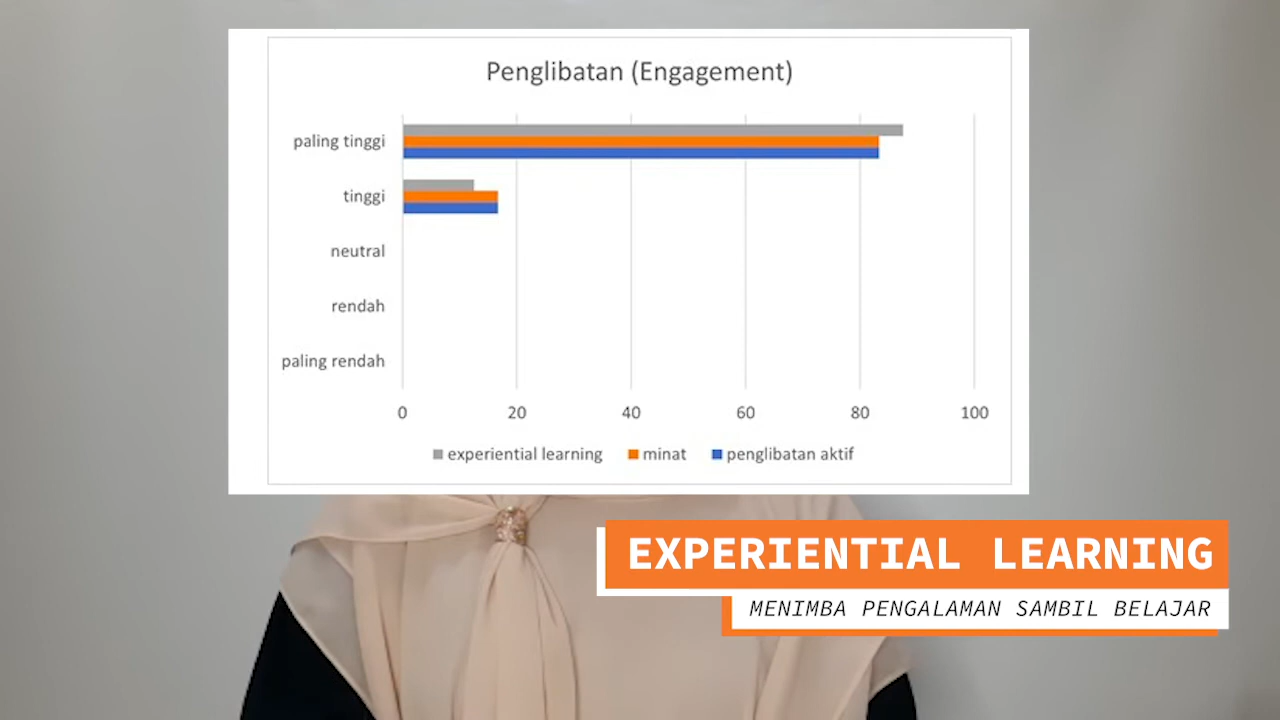 Penglibatan (Engagement)
paling tinggi
tinggi
neutral
rendah
paling rendah
0 20 40 60 80 100
experiential learning minat penglibatan aktif
EXPERIENTIAL LEARNING
MENIMBA PENGALAMAN SAMBIL BELAJAR